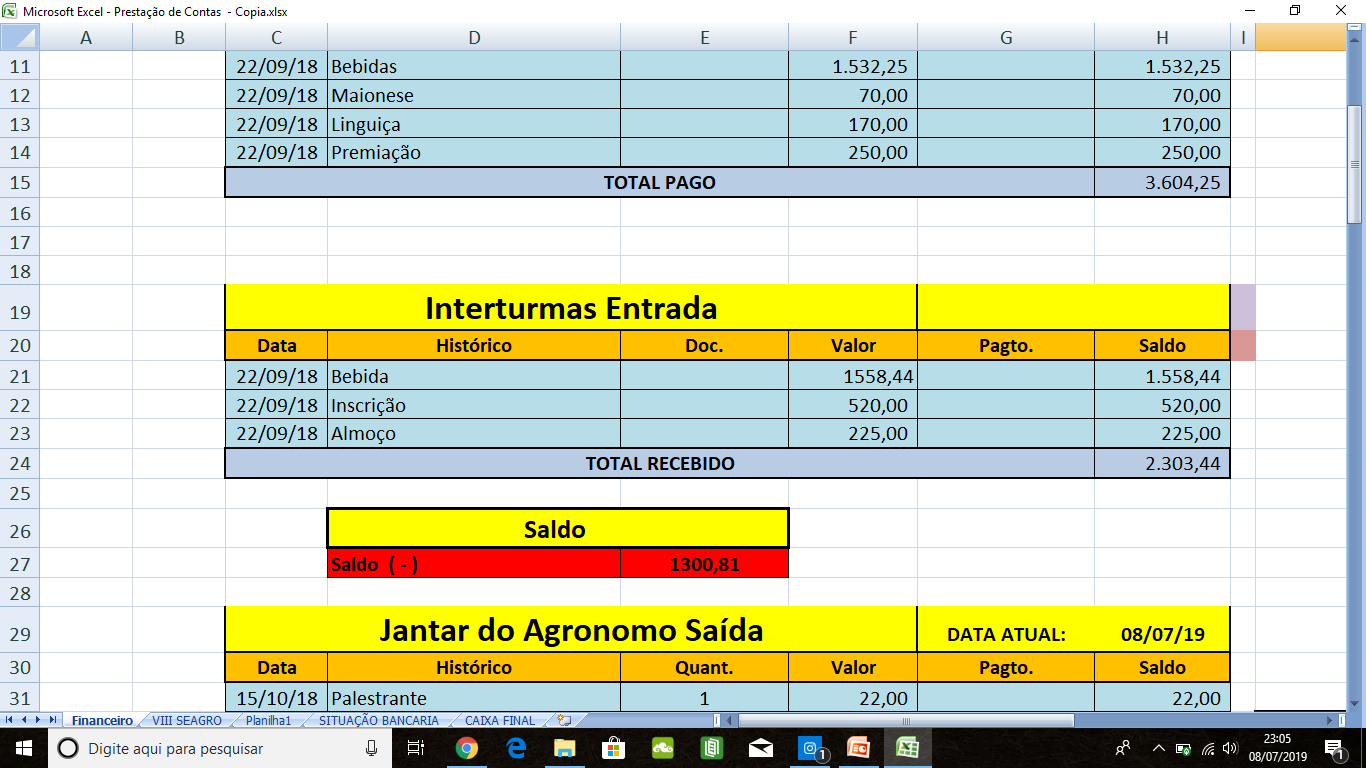 Microsoft Excel - Prestação de Contas - Copia.xlsx
A B C D E F G H I
11 22/09/18 Bebidas 1.532,25 1.532,25
12 22/09/18 Maionese 70,00 70,00
13 22/09/18 Linguiça 170,00 170,00
14 22/09/18 Premiação 250,00 250,00
15 TOTAL PAGO 3.604,25
16
17
18
19 Interturmas Entrada
20 Data Histórico Doc. Valor Pagto. Saldo
21 22/09/18 Bebida 1558,44 1.558,44
22 22/09/18 Inscrição 520,00 520,00
23 22/09/18 Almoço 225,00 225,00
24 TOTAL RECEBIDO 2.303,44
25
26 Saldo
27 Saldo ( - ) 1300,81
28
29 Jantar do Agronomo Saída DATA ATUAL: 08/07/19
30 Data Histórico Quant. Valor Pagto. Saldo
31 15/10/18 Palestrante 1 22,00 22,00
Financeiro VIII SEAGRO Planilha1 SITUAÇÃO BANCARIA CAIXA FINAL
Digite aqui para pesquisar 1 23:05 1
08/07/2019